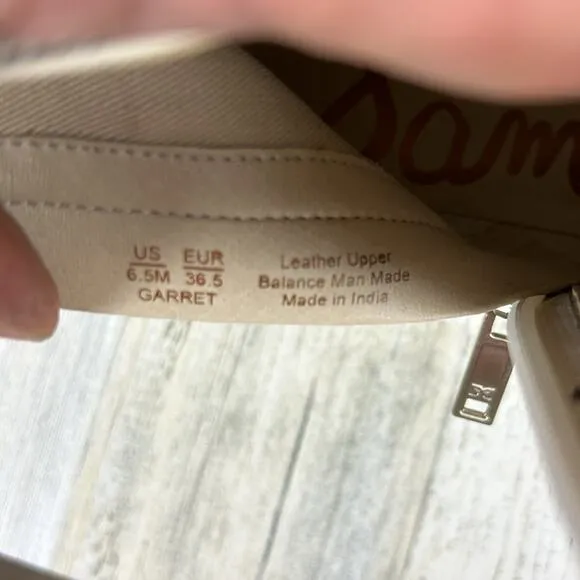 sam
US EUR
6.5M 36.5
GARRET
Leather Upper
Balance Man Made
Made in India